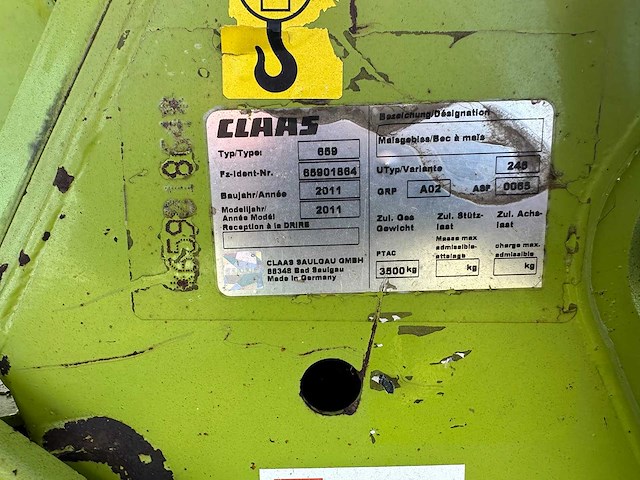 CLAAS
Typ/Type: 659
Fz-Ident-Nr. 65901864
Baujahr/Année 2011
Modelljahr/
Année Model 2011
Reception à la DRIRE
CLAAS SAULGAU GMBH
88348 Bad Saulgau
Made in Germany
Bezeichung/Désignation
Maisgebiss/Bec à maïs
UTyp/Variante 245
GRP A02 ASP 0065
Zul. Ges Gewicht
Zul. Stütz-last
Zul. Achs-last
PTAC
Masse max. admissible attelage
charge max. admissible
3500 kg
kg
kg